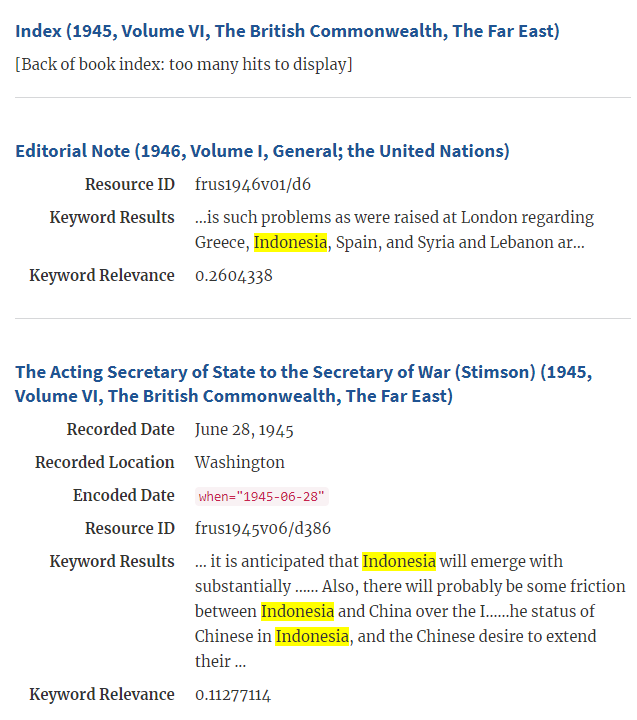 Index (1945, Volume VI, The British Commonwealth, The Far East)
[Back of book index: too many hits to display]
Editorial Note (1946, Volume I, General; the United Nations)
Resource ID frus1946v01/d6
Keyword Results ...is such problems as were raised at London regarding
Greece, Indonesia, Spain, and Syria and Lebanon ar...
Keyword Relevance 0.2604338
The Acting Secretary of State to the Secretary of War (Stimson) (1945,
Volume VI, The British Commonwealth, The Far East)
Recorded Date June 28, 1945
Recorded Location Washington
Encoded Date when="1945-06-28"
Resource ID frus1945v06/d386
Keyword Results ... it is anticipated that Indonesia will emerge with
substantially ...... Also, there will probably be some friction
between Indonesia and China over the I......he status of
Chinese in Indonesia, and the Chinese desire to extend
their ...
Keyword Relevance 0.11277114